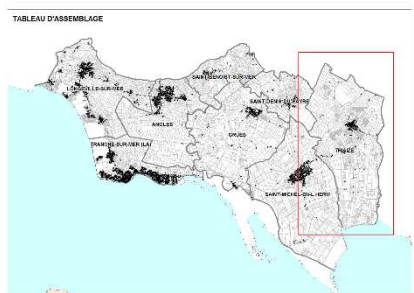 TABLEAU D'ASSEMBLAGE
SAINT-BENOIST-SUR-MER
LONGEVILLE-SUR-MER
SAINT-DENIS-DU-PAYRE
ANGLES
GRUES
TRIAIZE
TRANCHE-SUR-MER (LA)
SAINT-MICHEL-EN-L'HERM